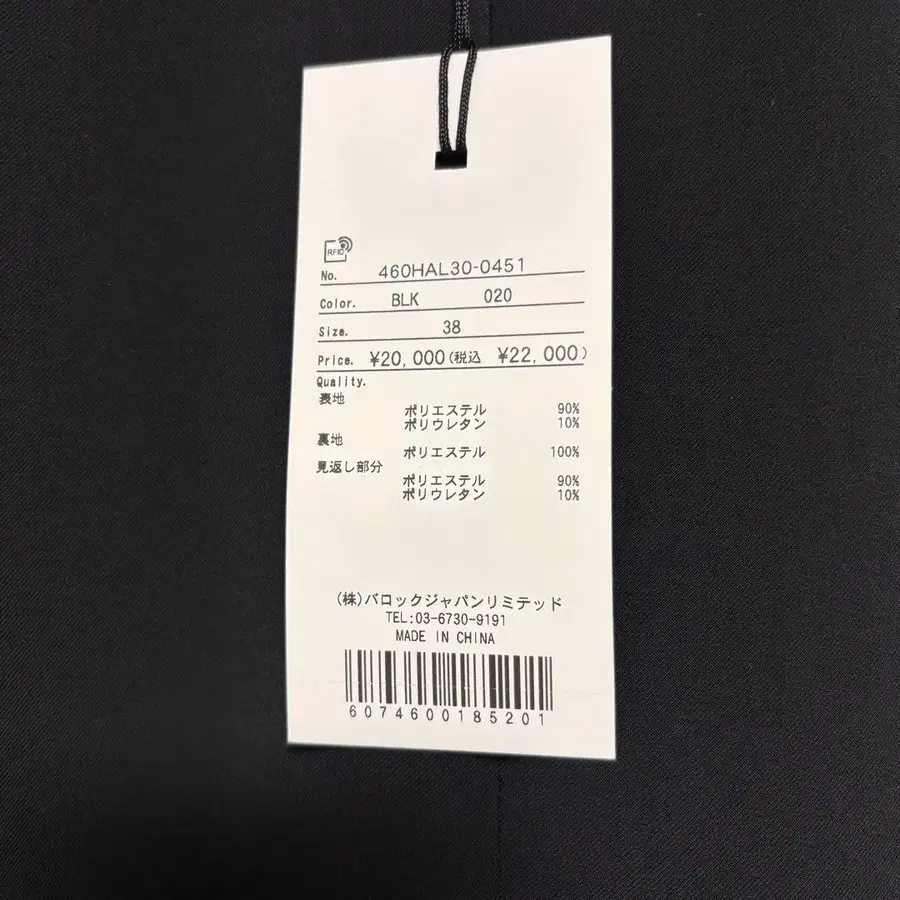 RFID
No. 460HAL30-0451
Color. BLK 020
Size. 38
Price. ¥20,000(税込 ¥22,000)
Quality.
表地
ポリエステル 90%
ポリウレタン 10%
裏地
ポリエステル 100%
見返し部分
ポリエステル 90%
ポリウレタン 10%
(株)バロックジャパンリミテッド
TEL:03-6730-9191
MADE IN CHINA
6074600185201